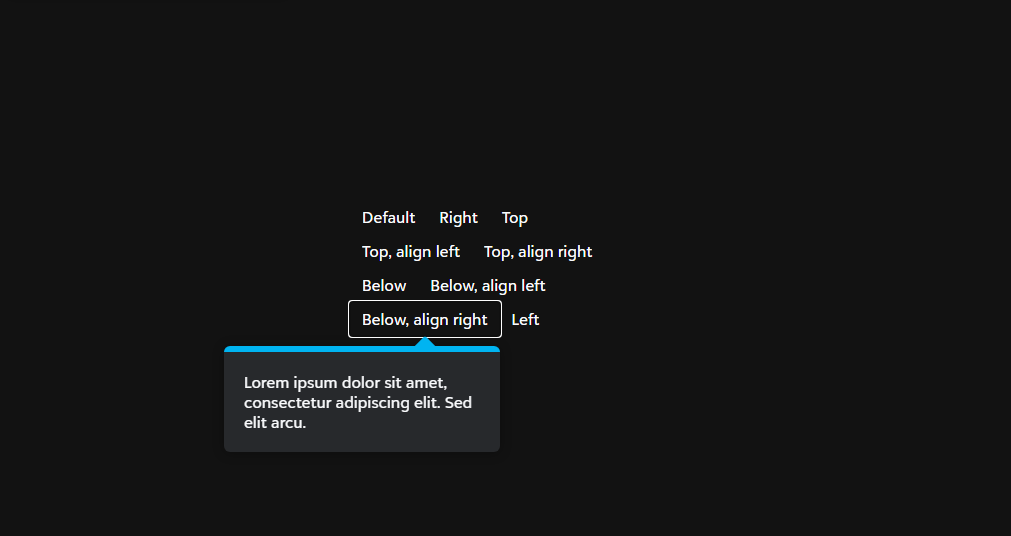 Default Right Top
Top, align left Top, align right
Below Below, align left
Below, align right Left
Lorem ipsum dolor sit amet,
consectetur adipiscing elit. Sed
elit arcu.